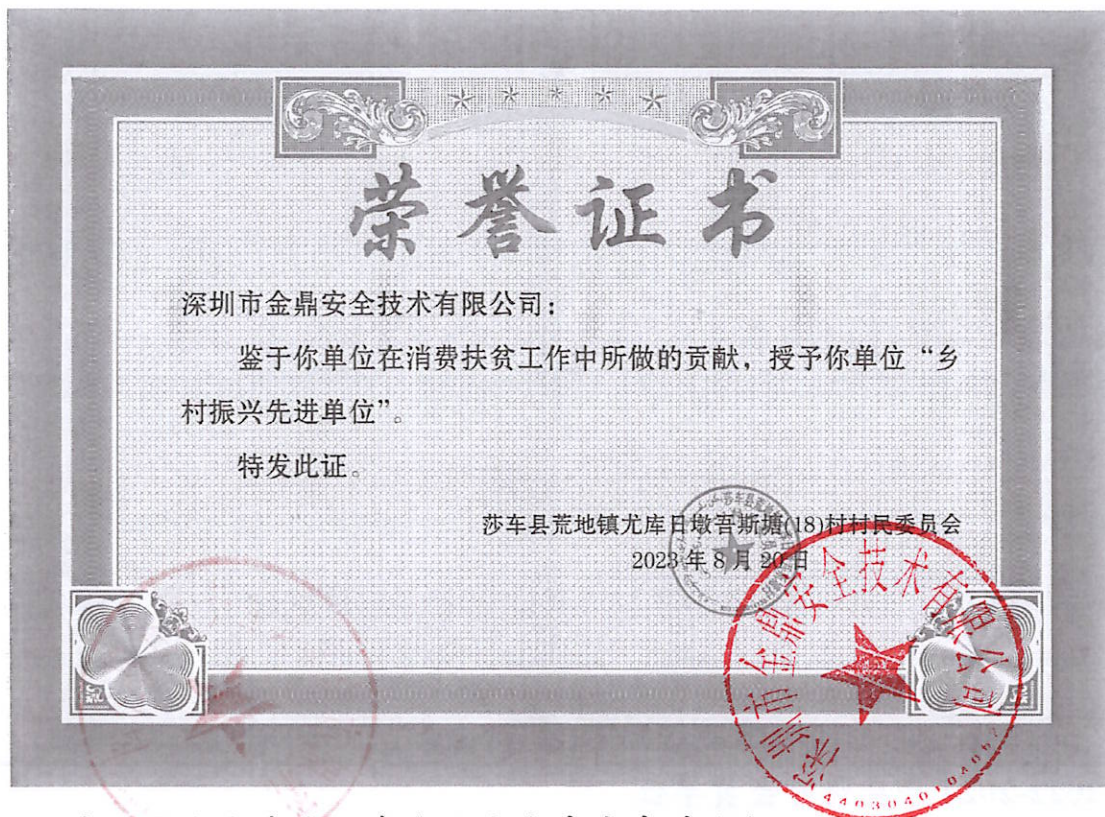 荣誉证书
深圳市金鼎安全技术有限公司：
鉴于你单位在消费扶贫工作中所做的贡献，授予你单位“乡
村振兴先进单位”。
特发此证。
莎车县荒地镇尤库日墩吾斯塘(18)村村民委员会
2023年8月20日
深圳市金鼎安全技术有限公司